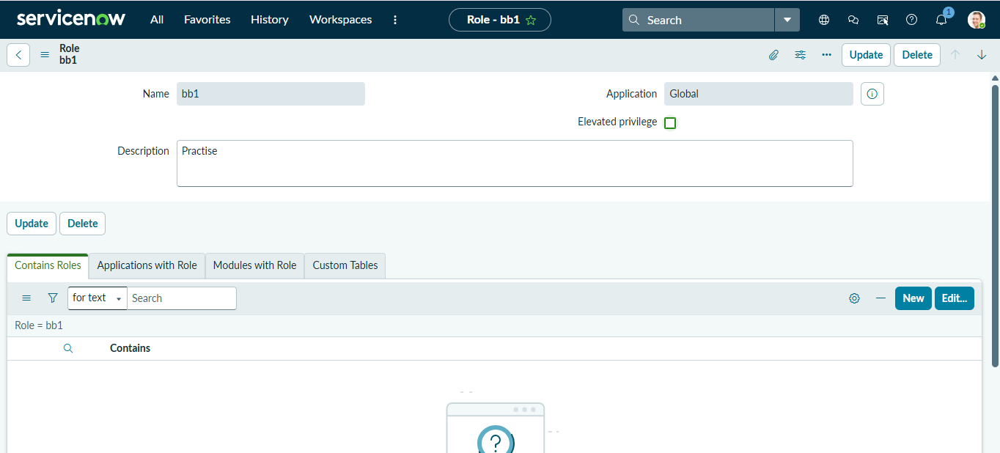 servicenow All Favorites History Workspaces Role - bb1 Search 1
Role
bb1
Update Delete
Name bb1 Application Global
Elevated privilege
Description Practise
Update Delete
Contains Roles Applications with Role Modules with Role Custom Tables
for text Search New Edit...
Role = bb1
Contains
?